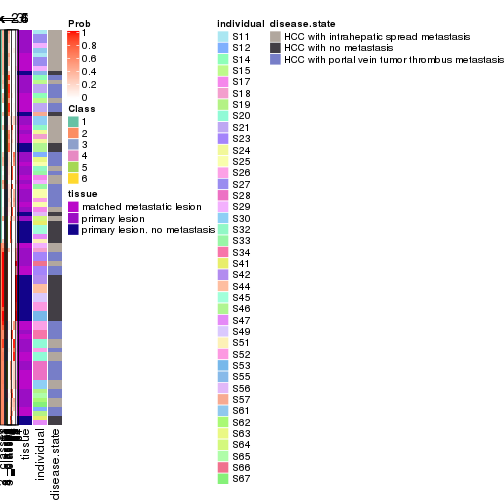 Prob
1
0.8
0.6
0.4
0.2
0
Class
1
2
3
4
5
6
tissue
matched metastatic lesion
primary lesion
primary lesion. no metastasis
individual
S11
S12
S14
S15
S17
S18
S19
S20
S21
S23
S24
S25
S26
S27
S28
S29
S30
S32
S33
S34
S41
S42
S44
S45
S46
S47
S49
S51
S52
S53
S55
S56
S57
S61
S62
S63
S64
S65
S66
S67
disease.state
HCC with intrahepatic spread metastasis
HCC with no metastasis
HCC with portal vein tumor thrombus metastasis
tissue
individual
disease.state